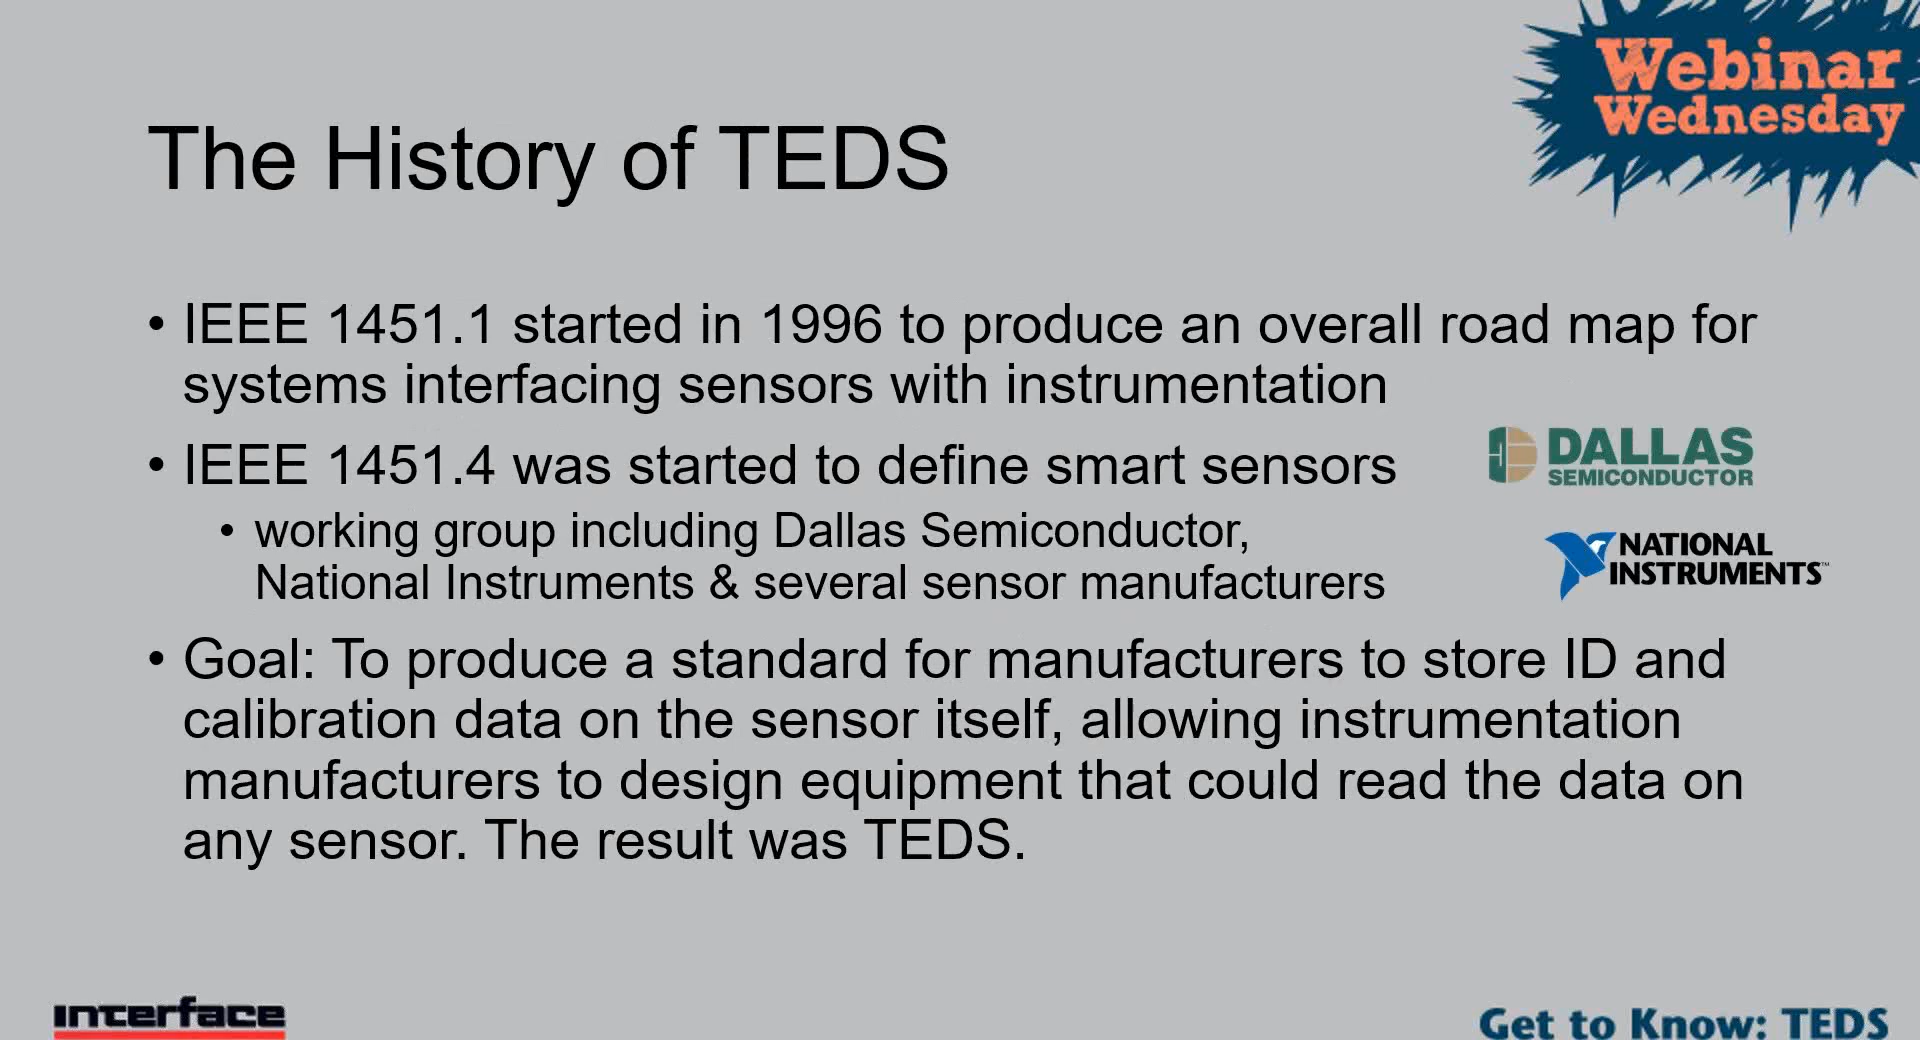 Webinar
Wednesday
The History of TEDS
• IEEE 1451.1 started in 1996 to produce an overall road map for
systems interfacing sensors with instrumentation
• IEEE 1451.4 was started to define smart sensors
• working group including Dallas Semiconductor,
National Instruments & several sensor manufacturers
DALLAS
SEMICONDUCTOR
NATIONAL
INSTRUMENTS™
• Goal: To produce a standard for manufacturers to store ID and
calibration data on the sensor itself, allowing instrumentation
manufacturers to design equipment that could read the data on
any sensor. The result was TEDS.
interface
Get to Know: TEDS